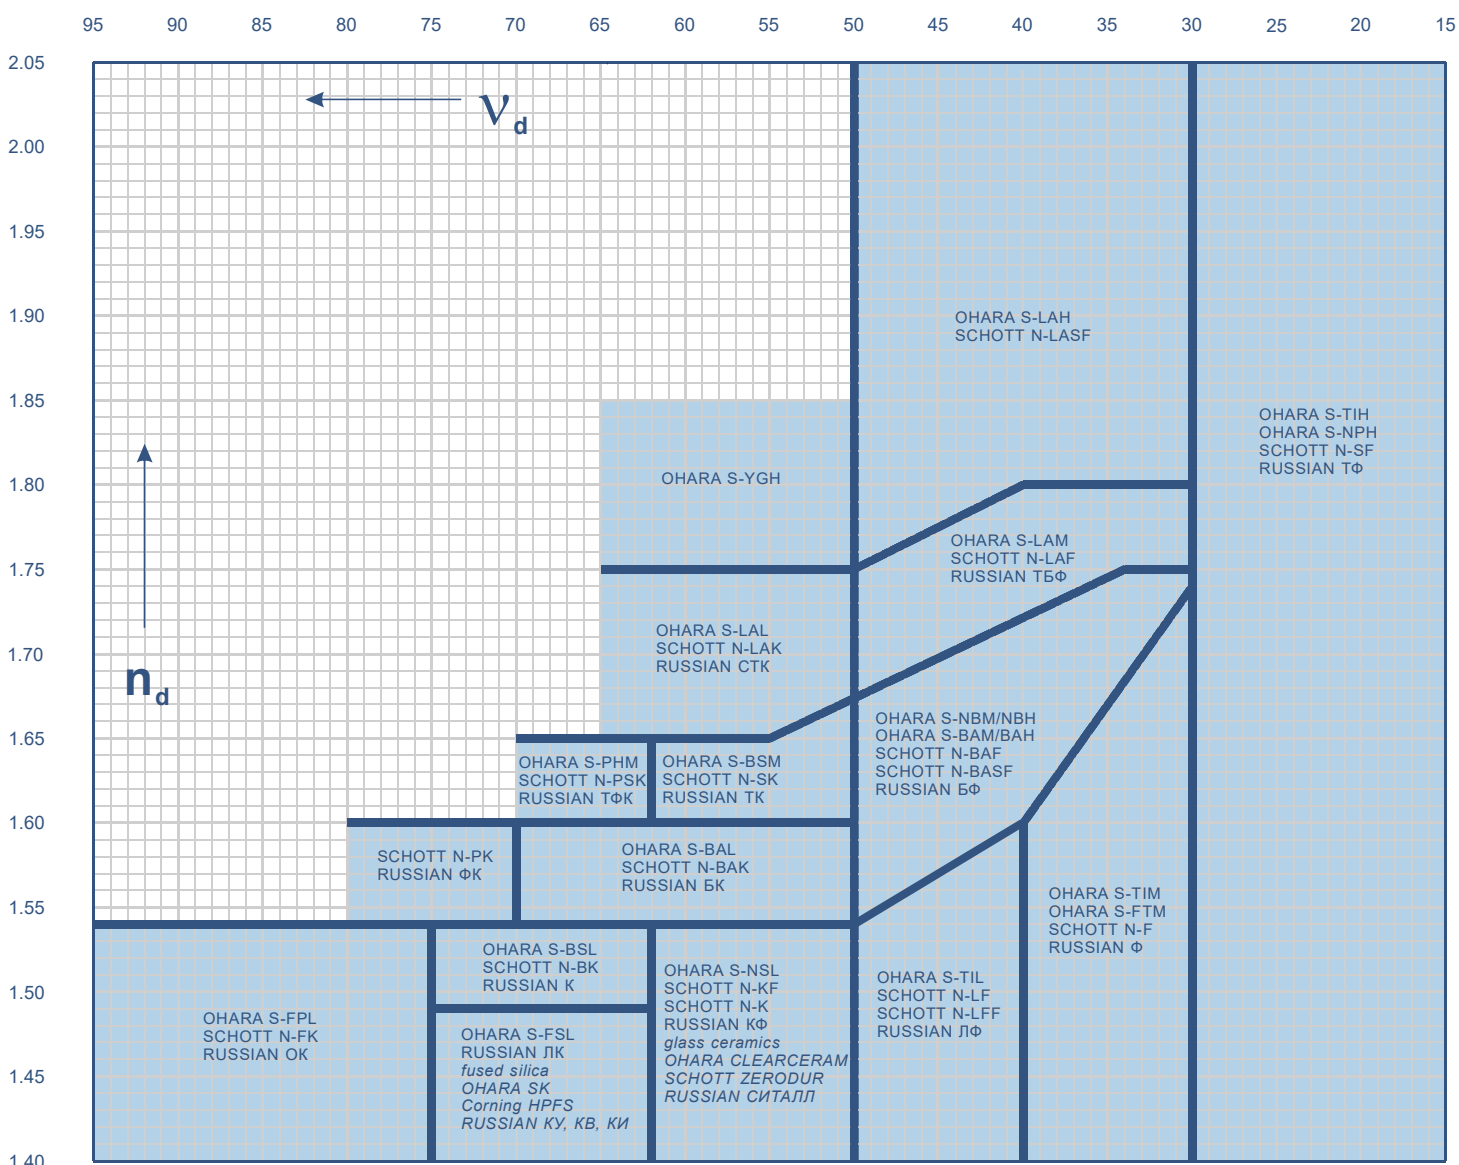 95 90 85 80 75 70 65 60 55 50 45 40 35 30 25 20 15
2.05
2.00
1.95
1.90
1.85
1.80
1.75
1.70
1.65
1.60
1.55
1.50
1.45
1.40
νd
nd
OHARA S-LAH
SCHOTT N-LASF
OHARA S-TIH
OHARA S-NPH
SCHOTT N-SF
RUSSIAN ТФ
OHARA S-YGH
OHARA S-LAM
SCHOTT N-LAF
RUSSIAN ТБФ
OHARA S-LAL
SCHOTT N-LAK
RUSSIAN СТК
OHARA S-NBM/NBH
OHARA S-BAM/BAH
SCHOTT N-BAF
SCHOTT N-BASF
RUSSIAN БФ
OHARA S-PHM
SCHOTT N-PSK
RUSSIAN ТФК
OHARA S-BSM
SCHOTT N-SK
RUSSIAN ТК
SCHOTT N-PK
RUSSIAN ФК
OHARA S-BAL
SCHOTT N-BAK
RUSSIAN БК
OHARA S-TIM
OHARA S-FTM
SCHOTT N-F
RUSSIAN Ф
OHARA S-BSL
SCHOTT N-BK
RUSSIAN К
OHARA S-NSL
SCHOTT N-KF
SCHOTT N-K
RUSSIAN КФ
glass ceramics
OHARA CLEARCERAM
SCHOTT ZERODUR
RUSSIAN СИТАЛЛ
OHARA S-TIL
SCHOTT N-LF
SCHOTT N-LFF
RUSSIAN ЛФ
OHARA S-FPL
SCHOTT N-FK
RUSSIAN ОК
OHARA S-FSL
RUSSIAN ЛК
fused silica
OHARA SK
Corning HPFS
RUSSIAN КУ, КВ, КИ